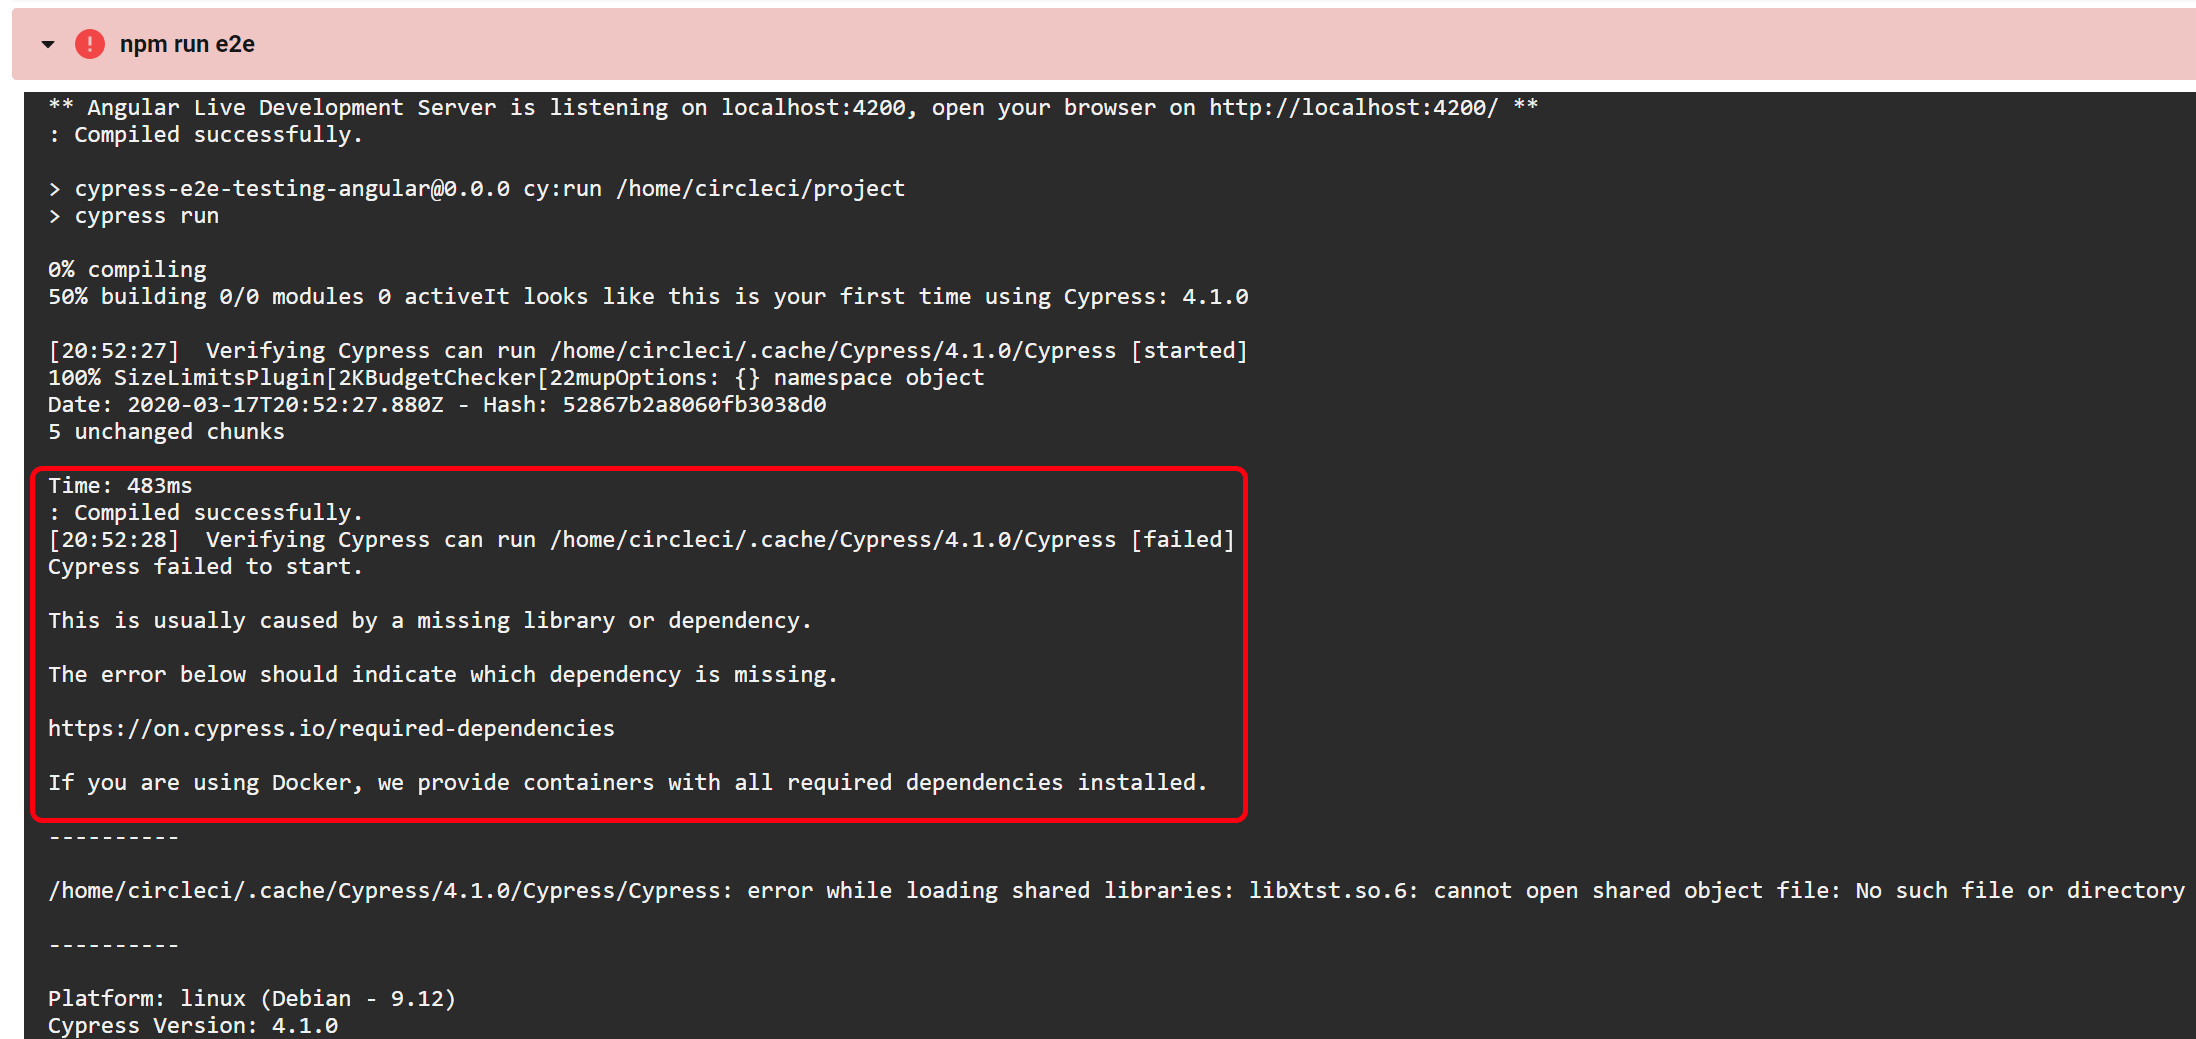 npm run e2e
** Angular Live Development Server is listening on localhost:4200, open your browser on http://localhost:4200/ **
: Compiled successfully.
> cypress-e2e-testing-angular@0.0.0 cy:run /home/circleci/project
> cypress run
0% compiling
50% building 0/0 modules 0 activeIt looks like this is your first time using Cypress: 4.1.0
[20:52:27]  Verifying Cypress can run /home/circleci/.cache/Cypress/4.1.0/Cypress [started]
100% SizeLimitsPlugin[2KBudgetChecker[22mupOptions: {} namespace object
Date: 2020-03-17T20:52:27.880Z - Hash: 52867b2a8060fb3038d0
5 unchanged chunks
Time: 483ms
: Compiled successfully.
[20:52:28]  Verifying Cypress can run /home/circleci/.cache/Cypress/4.1.0/Cypress [failed]
Cypress failed to start.
This is usually caused by a missing library or dependency.
The error below should indicate which dependency is missing.
https://on.cypress.io/required-dependencies
If you are using Docker, we provide containers with all required dependencies installed.
----------
/home/circleci/.cache/Cypress/4.1.0/Cypress/Cypress: error while loading shared libraries: libXtst.so.6: cannot open shared object file: No such file or directory
----------
Platform: linux (Debian - 9.12)
Cypress Version: 4.1.0